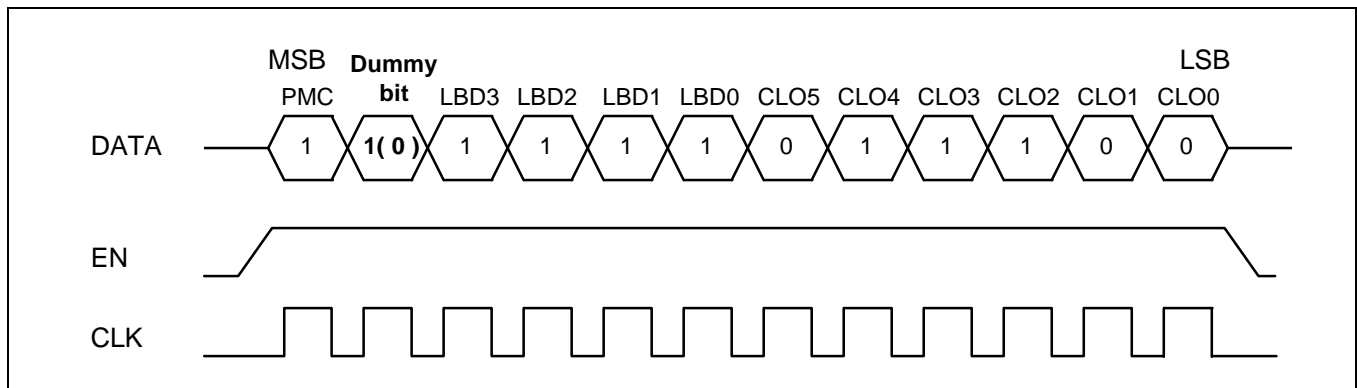 MSB Dummy LSB
PMC bit LBD3 LBD2 LBD1 LBD0 CLO5 CLO4 CLO3 CLO2 CLO1 CLO0
DATA 1 1( 0 ) 1 1 1 1 0 1 1 1 0 0
EN
CLK